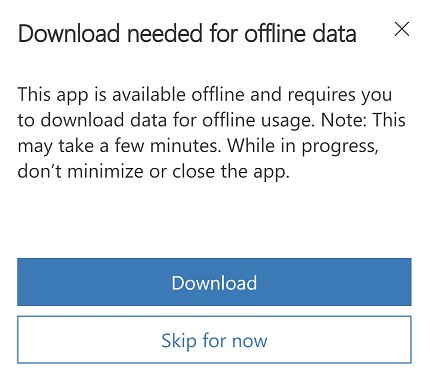 Download needed for offline data
This app is available offline and requires you
to download data for offline usage. Note: This
may take a few minutes. While in progress,
don’t minimize or close the app.
Download
Skip for now